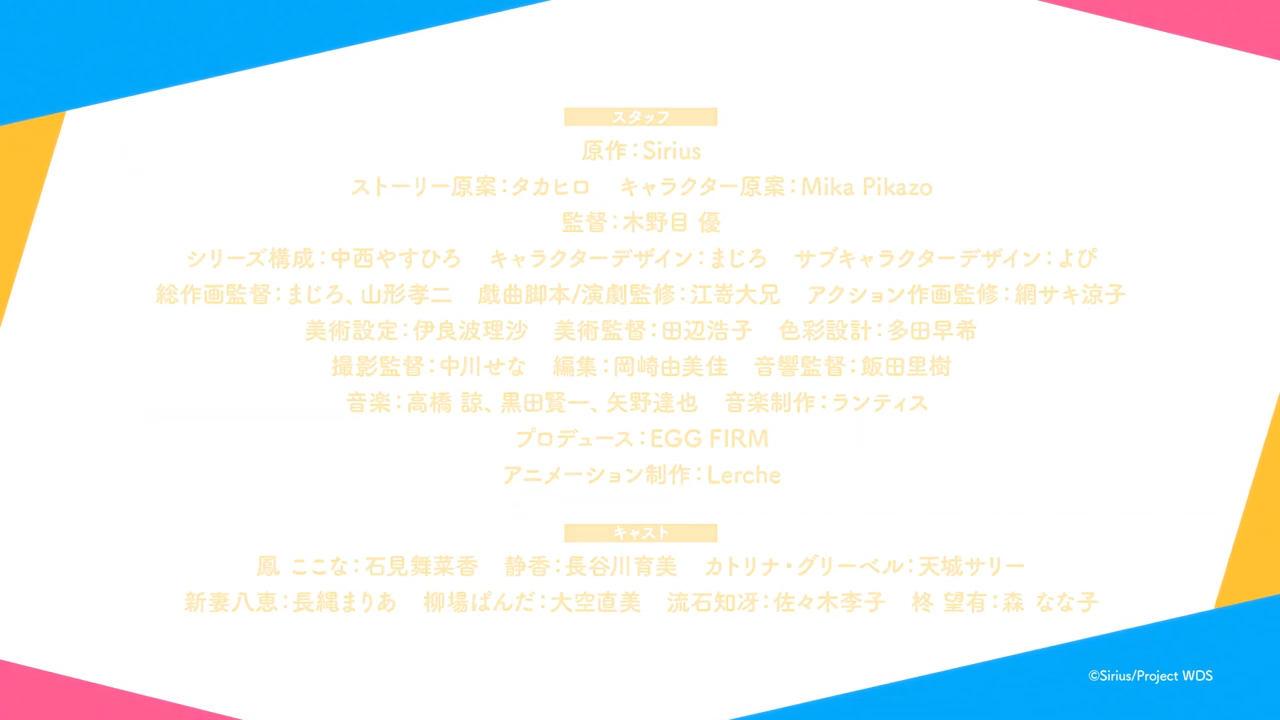 スタッフ
原作：Sirius
ストーリー原案：タカヒロ　キャラクター原案：Mika Pikazo
監督：木野目 優
シリーズ構成：中西やすひろ　キャラクターデザイン：まじろ　サブキャラクターデザイン：よぴ
総作画監督：まじろ、山形孝二　戯曲脚本/演劇監修：江嵜大兄　アクション作画監修：網サキ涼子
美術設定：伊良波理沙　美術監督：田辺浩子　色彩設計：多田早希
撮影監督：中川せな　編集：岡崎由美佳　音響監督：飯田里樹
音楽：高橋 諒、黒田賢一、矢野達也　音楽制作：ランティス
プロデュース：EGG FIRM
アニメーション制作：Lerche
キャスト
鳳 ここな：石見舞菜香　静香：長谷川育美　カトリナ・グリーベル：天城サリー
新妻八恵：長縄まりあ　柳場ぱんだ：大空直美　流石知冴：佐々木李子　柊 望有：森 なな子
©Sirius/Project WDS